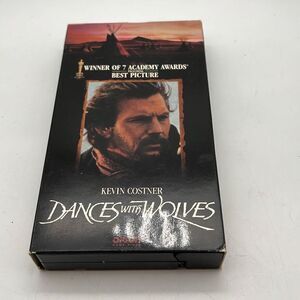 WINNER OF 7 ACADEMY AWARDS
BEST PICTURE
KEVIN COSTNER
DANCES WITH WOLVES